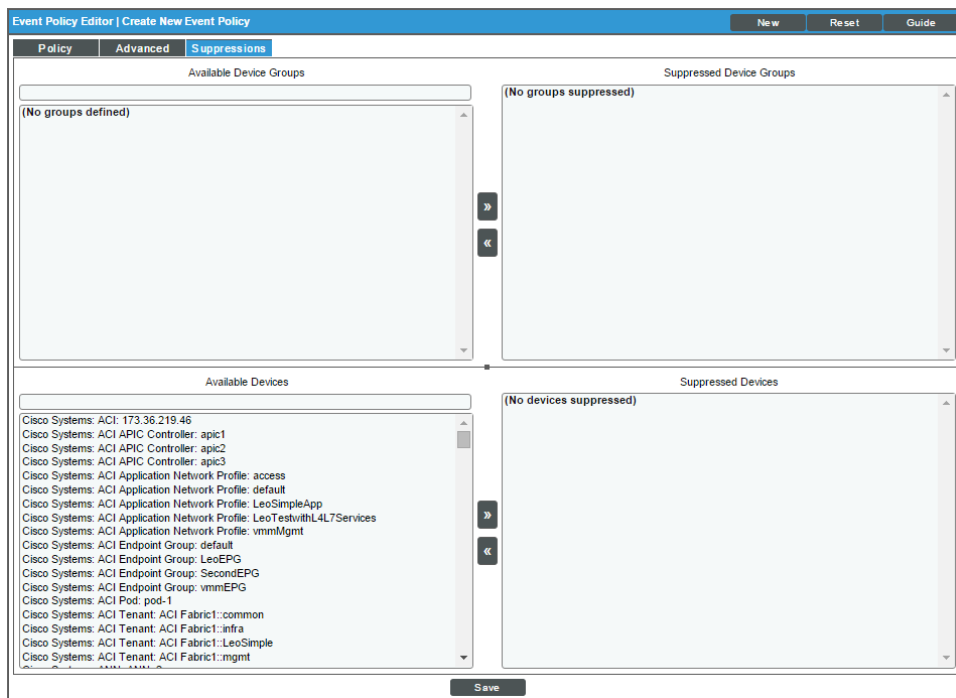 Event Policy Editor | Create New Event Policy
New
Reset
Guide
Policy
Advanced
Suppressions
Available Device Groups
(No groups defined)
Suppressed Device Groups
(No groups suppressed)
»
«
Available Devices
Cisco Systems: ACI: 173.36.219.46
Cisco Systems: ACI APIC Controller: apic1
Cisco Systems: ACI APIC Controller: apic2
Cisco Systems: ACI APIC Controller: apic3
Cisco Systems: ACI Application Network Profile: access
Cisco Systems: ACI Application Network Profile: default
Cisco Systems: ACI Application Network Profile: LeoSimpleApp
Cisco Systems: ACI Application Network Profile: LeoTestwithL4L7Services
Cisco Systems: ACI Application Network Profile: vmmMgmt
Cisco Systems: ACI Endpoint Group: default
Cisco Systems: ACI Endpoint Group: LeoEPG
Cisco Systems: ACI Endpoint Group: SecondEPG
Cisco Systems: ACI Endpoint Group: vmmEPG
Cisco Systems: ACI Pod: pod-1
Cisco Systems: ACI Tenant: ACI Fabric1::common
Cisco Systems: ACI Tenant: ACI Fabric1::infra
Cisco Systems: ACI Tenant: ACI Fabric1::LeoSimple
Cisco Systems: ACI Tenant: ACI Fabric1::mgmt
Suppressed Devices
(No devices suppressed)
»
«
Save